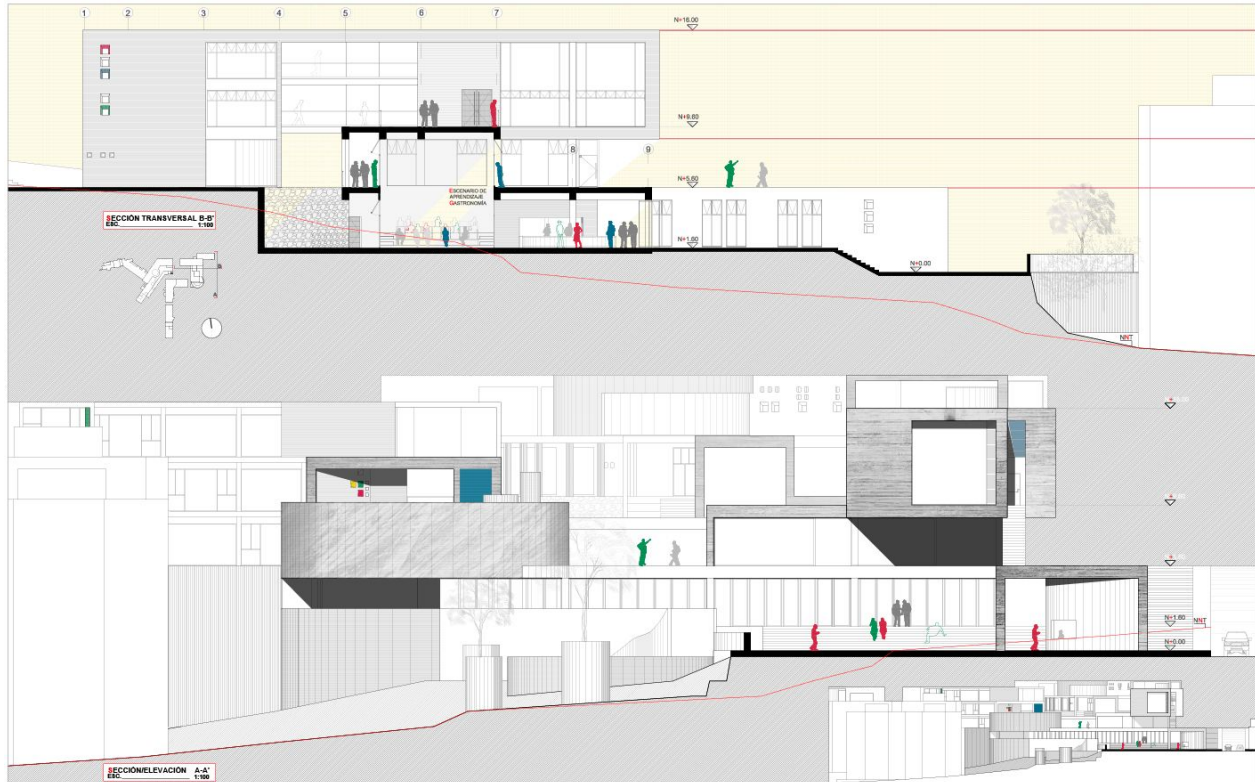 1 2 3 4 5 6 7
N+16.00
N+9.60
8 9
N+5.60
ESCENARIO DE
APRENDIZAJE
GASTRONOMÍA
SECCIÓN TRANSVERSAL B-B'
ESC. 1:100
N+1.60
N+0.00
NNT
N+1.60
NNT
N+0.00
SECCIÓN/ELEVACIÓN A-A'
ESC. 1:100